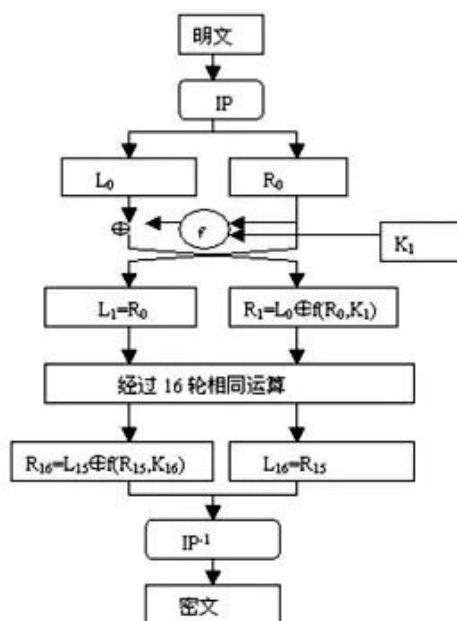 明文
IP
L₀
R₀
⊕
f
K₁
L₁=R₀
R₁=L₀⊕f(R₀,K₁)
经过 16 轮相同运算
R₁₆=L₁₅⊕f(R₁₅,K₁₆)
L₁₆=R₁₅
IP⁻¹
密文